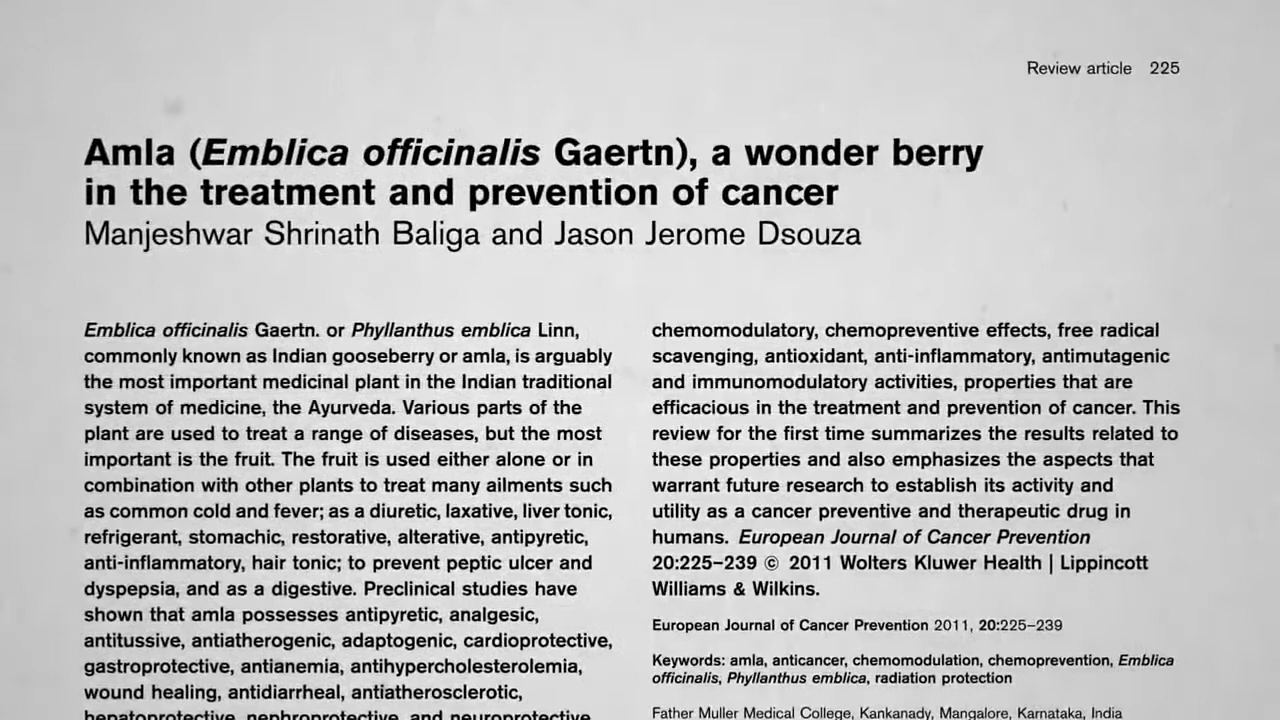 Review article 225
Amla (Emblica officinalis Gaertn), a wonder berry
in the treatment and prevention of cancer
Manjeshwar Shrinath Baliga and Jason Jerome Dsouza
Emblica officinalis Gaertn. or Phyllanthus emblica Linn,
commonly known as Indian gooseberry or amla, is arguably
the most important medicinal plant in the Indian traditional
system of medicine, the Ayurveda. Various parts of the
plant are used to treat a range of diseases, but the most
important is the fruit. The fruit is used either alone or in
combination with other plants to treat many ailments such
as common cold and fever; as a diuretic, laxative, liver tonic,
refrigerant, stomachic, restorative, alterative, antipyretic,
anti-inflammatory, hair tonic; to prevent peptic ulcer and
dyspepsia, and as a digestive. Preclinical studies have
shown that amla possesses antipyretic, analgesic,
antitussive, antiatherogenic, adaptogenic, cardioprotective,
gastroprotective, antianemia, antihypercholesterolemia,
wound healing, antidiarrheal, antiatherosclerotic,
hepatoprotective, nephroprotective, and neuroprotective
chemomodulatory, chemopreventive effects, free radical
scavenging, antioxidant, anti-inflammatory, antimutagenic
and immunomodulatory activities, properties that are
efficacious in the treatment and prevention of cancer. This
review for the first time summarizes the results related to
these properties and also emphasizes the aspects that
warrant future research to establish its activity and
utility as a cancer preventive and therapeutic drug in
humans. European Journal of Cancer Prevention
20:225–239 © 2011 Wolters Kluwer Health | Lippincott
Williams & Wilkins.
European Journal of Cancer Prevention 2011, 20:225–239
Keywords: amla, anticancer, chemomodulation, chemoprevention, Emblica
officinalis, Phyllanthus emblica, radiation protection
Father Muller Medical College, Kankanady, Mangalore, Karnataka, India